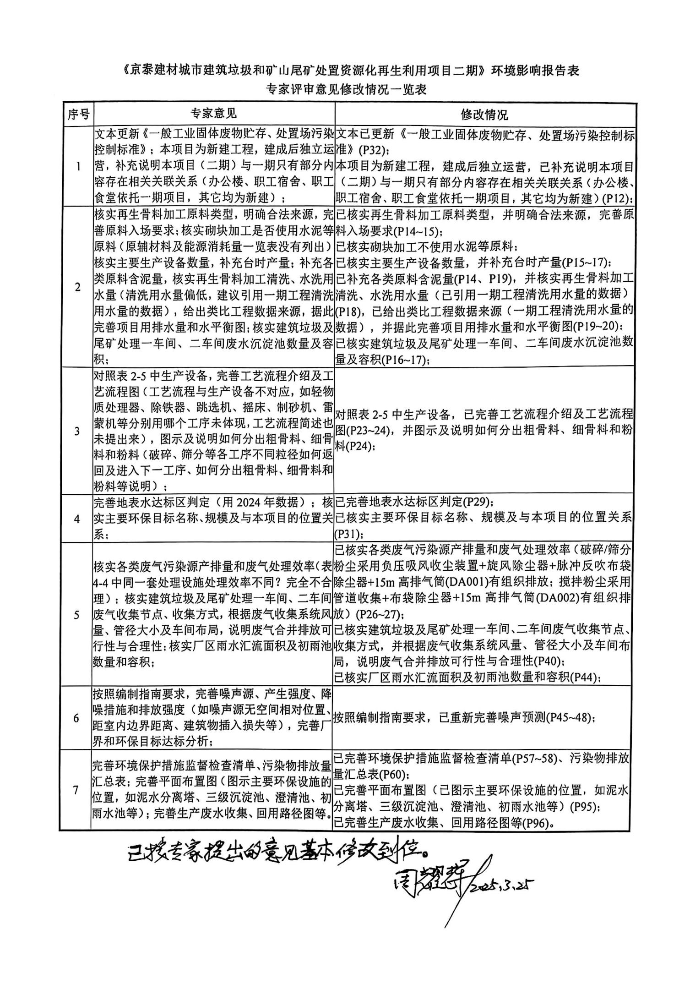 《京泰建材城市建筑垃圾和矿山尾矿处置资源化再生利用项目二期》环境影响报告表
专家评审意见修改情况一览表
序号
专家意见
修改情况
1
文本更新《一般工业固体废物贮存、处置场污染
控制标准》；本项目为新建工程，建成后独立运
营，补充说明本项目（二期）与一期只有部分内
容存在相关关联关系（办公楼、职工宿舍、职工
食堂依托一期项目，其它均为新建）；
文本已更新《一般工业固体废物贮存、处置场污染控制标
准》(P32)；
本项目为新建工程，建成后独立运营，已补充说明本项目
（二期）与一期只有部分内容存在相关关联关系（办公楼、
职工宿舍、职工食堂依托一期项目，其它均为新建）(P12)；
2
核实再生骨料加工原料类型，明确合法来源，完
善原料入场要求；核实砌块加工是否使用水泥等
原料（原辅材料及能源消耗量一览表没有列出）
核实主要生产设备数量，补充台时产量；补充各
类原料含泥量，核实再生骨料加工清洗、水洗用
水量（清洗用水量偏低，建议引用一期工程清洗
用水量的数据），给出类比工程数据来源，据此
完善项目用排水量和水平衡图；核实建筑垃圾及
尾矿处理一车间、二车间废水沉淀池数量及容
积；
已核实再生骨料加工原料类型，并明确合法来源，完善原
料入场要求(P14~15)；
已核实砌块加工不使用水泥等原料；
已核实主要生产设备数量，并补充台时产量(P15~17)；
已补充各类原料含泥量(P14、P19)，并核实再生骨料加工
清洗、水洗用水量（已引用一期工程清洗用水量的数据）
(P18)，已给出类比工程数据来源（一期工程清洗用水量的
数据），并据此完善项目用排水量和水平衡图(P19~20)；
已核实建筑垃圾及尾矿处理一车间、二车间废水沉淀池数
量及容积(P16~17)；
3
对照表 2-5 中生产设备，完善工艺流程介绍及工
艺流程图（工艺流程与生产设备不对应，如轻物
质处理器、除铁器、跳选机、摇床、制砂机、雷
蒙机等分别用哪个工序未体现，工艺流程简述也
未提出来），图示及说明如何分出粗骨料、细骨
料和粉料（破碎、筛分等各工序不同粒径如何返
回及进入下一工序、如何分出粗骨料、细骨料和
粉料等说明）；
对照表 2-5 中生产设备，已完善工艺流程介绍及工艺流程
图(P23~24)，并图示及说明如何分出粗骨料、细骨料和粉
料(P24)；
4
完善地表水达标区判定（用 2024 年数据）；核
实主要环保目标名称、规模及与本项目的位置关
系；
已完善地表水达标区判定(P29)；
已核实主要环保目标名称、规模及与本项目的位置关系
(P31)；
5
核实各类废气污染源产排量和废气处理效率（表
4-4 中同一套处理设施处理效率不同？完全不合
理）；核实建筑垃圾及尾矿处理一车间、二车间
废气收集节点、收集方式，根据废气收集系统风
量、管径大小及车间布局，说明废气合并排放可
行性与合理性；核实厂区雨水汇流面积及初雨池
数量和容积；
已核实各类废气污染源产排量和废气处理效率（破碎/筛分
粉尘采用负压吸风收尘装置+旋风除尘器+脉冲反吹布袋
除尘器+15m 高排气筒(DA001)有组织排放；搅拌粉尘采用
管道收集+布袋除尘器+15m 高排气筒(DA002)有组织排
放）(P26~27)；
已核实建筑垃圾及尾矿处理一车间、二车间废气收集节点、
收集方式，并根据废气收集系统风量、管径大小及车间布
局，说明废气合并排放可行性与合理性(P40)；
已核实厂区雨水汇流面积及初雨池数量和容积(P44)；
6
按照编制指南要求，完善噪声源、产生强度、降
噪措施和排放强度（如噪声源无空间相对位置、
距室内边界距离、建筑物插入损失等），完善厂
界和环保目标达标分析；
按照编制指南要求，已重新完善噪声预测(P45~48)；
7
完善环境保护措施监督检查清单、污染物排放量
汇总表；完善平面布置图（图示主要环保设施的
位置，如泥水分离塔、三级沉淀池、澄清池、初
雨水池等）；完善生产废水收集、回用路径图等。
已完善环境保护措施监督检查清单(P57~58)、污染物排放
量汇总表(P60)；
已完善平面布置图（已图示主要环保设施的位置，如泥水
分离塔、三级沉淀池、澄清池、初雨水池等）(P95)；
已完善生产废水收集、回用路径图等(P96)。
已按专家提出的意见基本修改到位。
周耀辉 2025.3.25